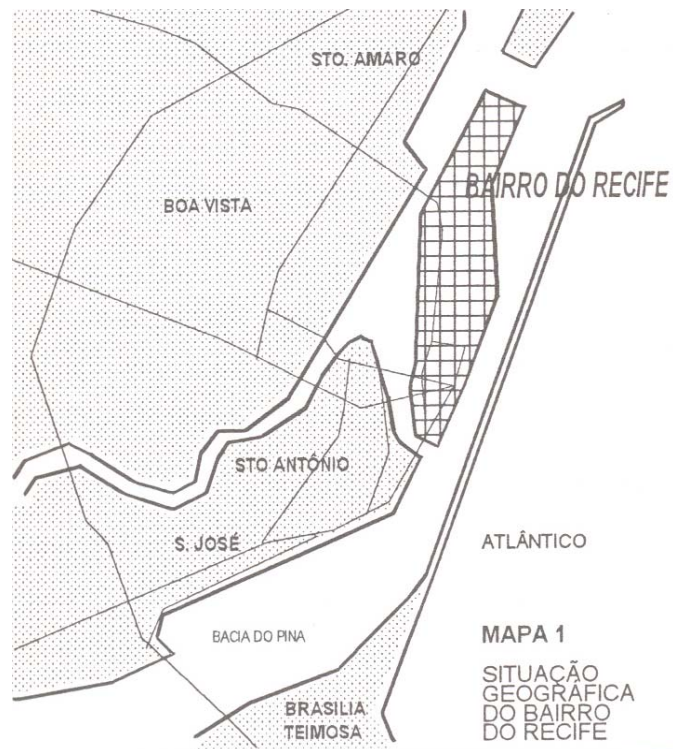 STO. AMARO
BAIRRO DO RECIFE
BOA VISTA
STO ANTÔNIO
S. JOSÉ
ATLÂNTICO
BACIA DO PINA
MAPA 1
SITUAÇÃO
GEOGRÁFICA
DO BAIRRO
DO RECIFE
BRASILIA
TEIMOSA